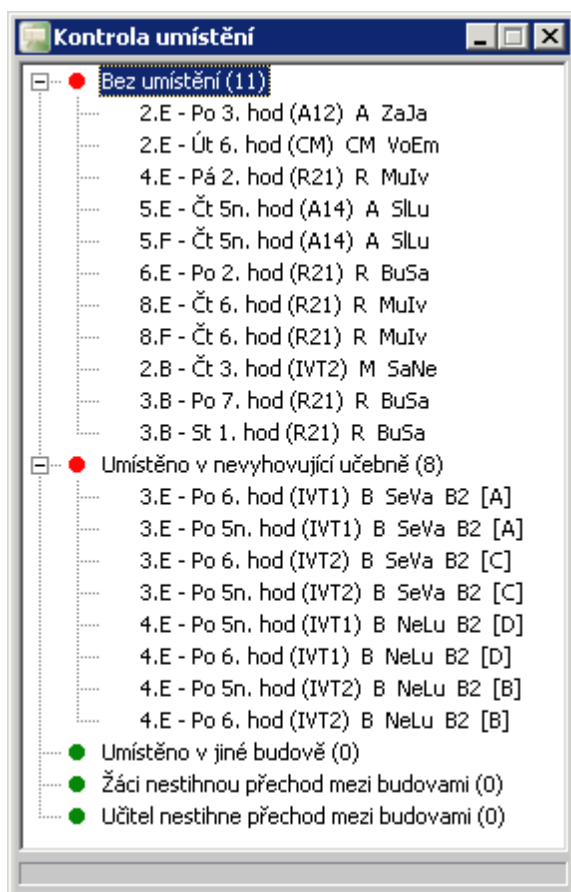 Kontrola umístění
Bez umístění (11)
2.E - Po 3. hod (A12) A ZaJa
2.E - Út 6. hod (CM) CM VoEm
4.E - Pá 2. hod (R21) R MuIv
5.E - Čt 5n. hod (A14) A SlLu
5.F - Čt 5n. hod (A14) A SlLu
6.E - Po 2. hod (R21) R BuSa
8.E - Čt 6. hod (R21) R MuIv
8.F - Čt 6. hod (R21) R MuIv
2.B - Čt 3. hod (IVT2) M SaNe
3.B - Po 7. hod (R21) R BuSa
3.B - St 1. hod (R21) R BuSa
Umístěno v nevyhovující učebně (8)
3.E - Po 6. hod (IVT1) B SeVa B2 [A]
3.E - Po 5n. hod (IVT1) B SeVa B2 [A]
3.E - Po 6. hod (IVT2) B SeVa B2 [C]
3.E - Po 5n. hod (IVT2) B SeVa B2 [C]
4.E - Po 5n. hod (IVT1) B NeLu B2 [D]
4.E - Po 6. hod (IVT1) B NeLu B2 [D]
4.E - Po 5n. hod (IVT2) B NeLu B2 [B]
4.E - Po 6. hod (IVT2) B NeLu B2 [B]
Umístěno v jiné budově (0)
Žáci nestihnou přechod mezi budovami (0)
Učitel nestihne přechod mezi budovami (0)